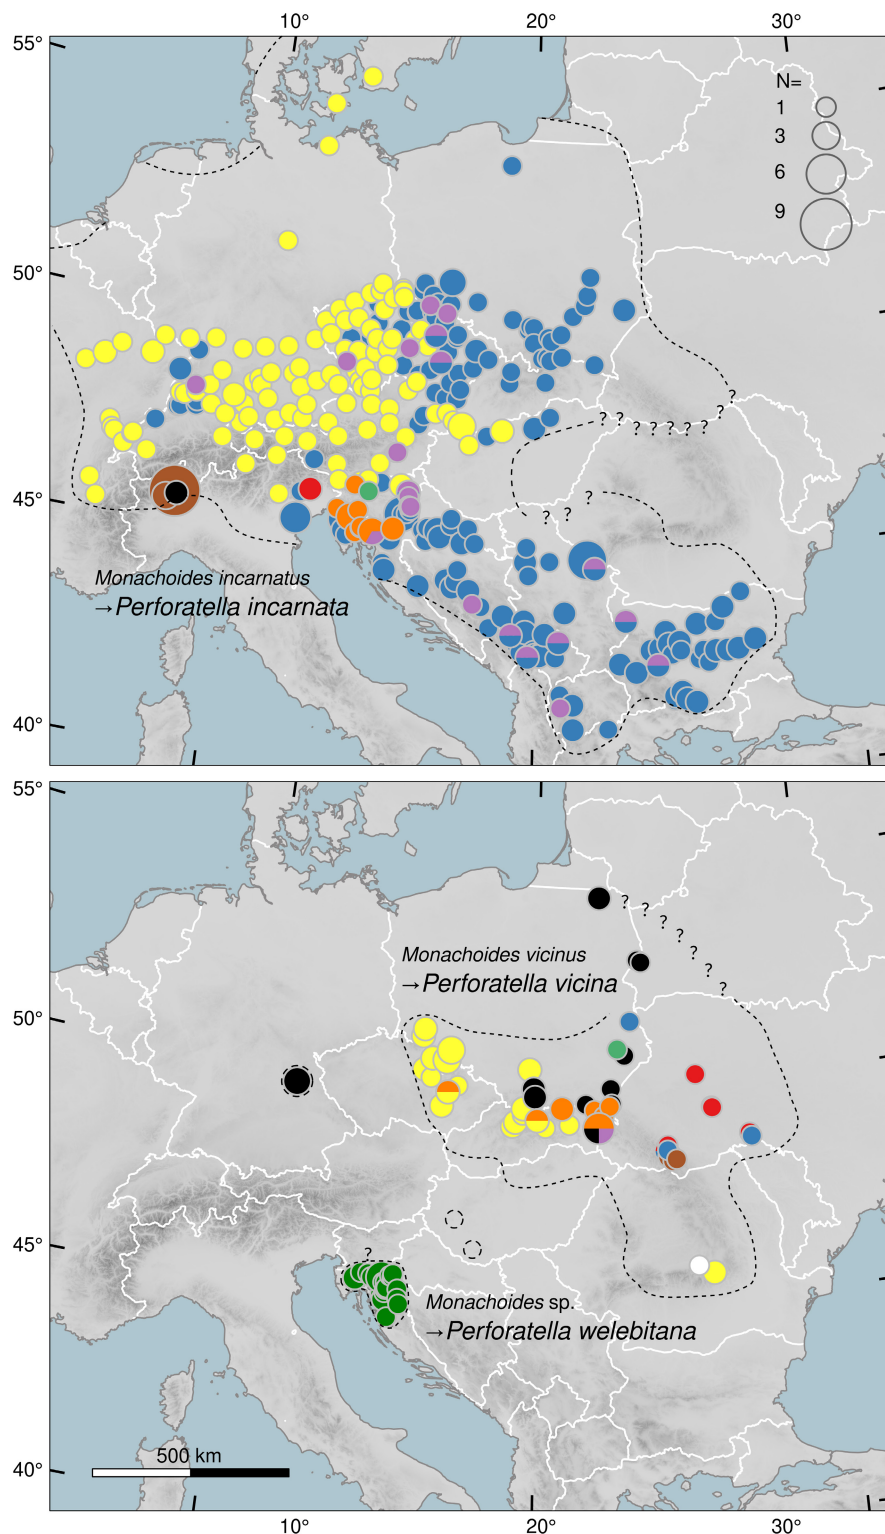 10° 20° 30°
55°
N=
1
3
6
9
50°
? ? ? ? ? ? ? ? ?
45°
? ? ?
Monachoides incarnatus
→Perforatella incarnata
40°
55°
? ? ? ? ? ? ?
Monachoides vicinus
→Perforatella vicina
50°
45°
?
Monachoides sp.
→Perforatella welebitana
500 km
40°
10° 20° 30°